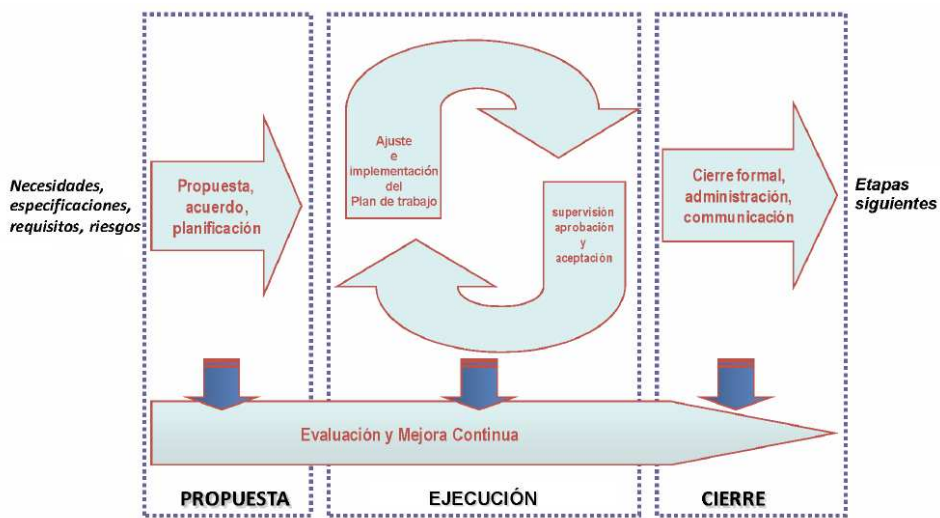 Necesidades,
especificaciones,
requisitos, riesgos
Propuesta,
acuerdo,
planificación
Ajuste
e
implementación
del
Plan de trabajo
supervisión
aprobación
y
aceptación
Cierre formal,
administración,
communicación
Etapas
siguientes
Evaluación y Mejora Continua
PROPUESTA
EJECUCIÓN
CIERRE